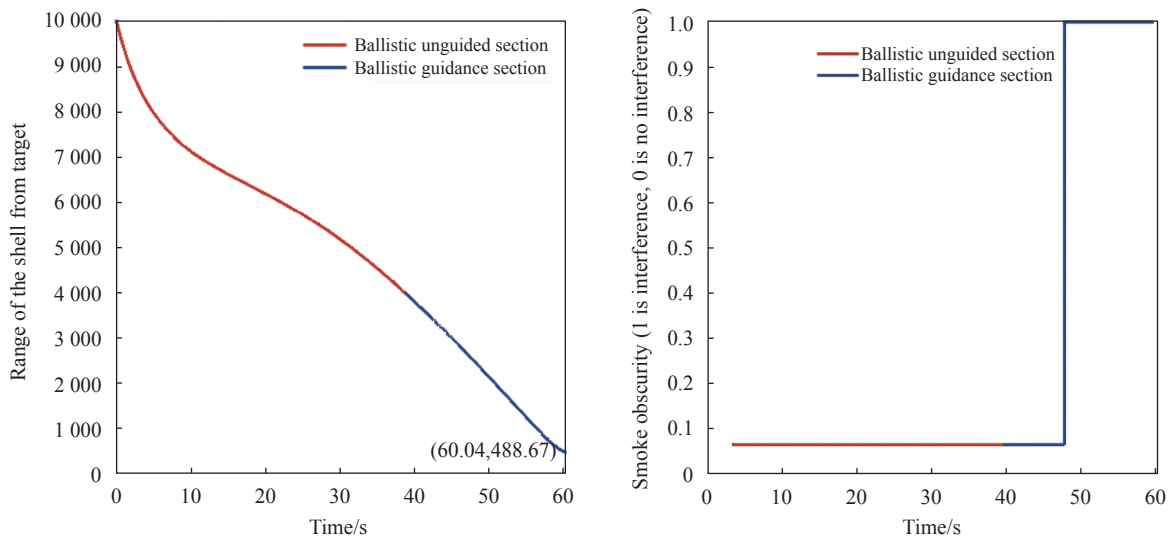 10 000
9 000
8 000
7 000
6 000
5 000
4 000
3 000
2 000
1 000
0
Range of the shell from target
Ballistic unguided section
Ballistic guidance section
(60.04,488.67)
0 10 20 30 40 50 60
Time/s
1.0
0.9
0.8
0.7
0.6
0.5
0.4
0.3
0.2
0.1
0
Smoke obscurity (1 is interference, 0 is no interference)
Ballistic unguided section
Ballistic guidance section
0 10 20 30 40 50 60
Time/s